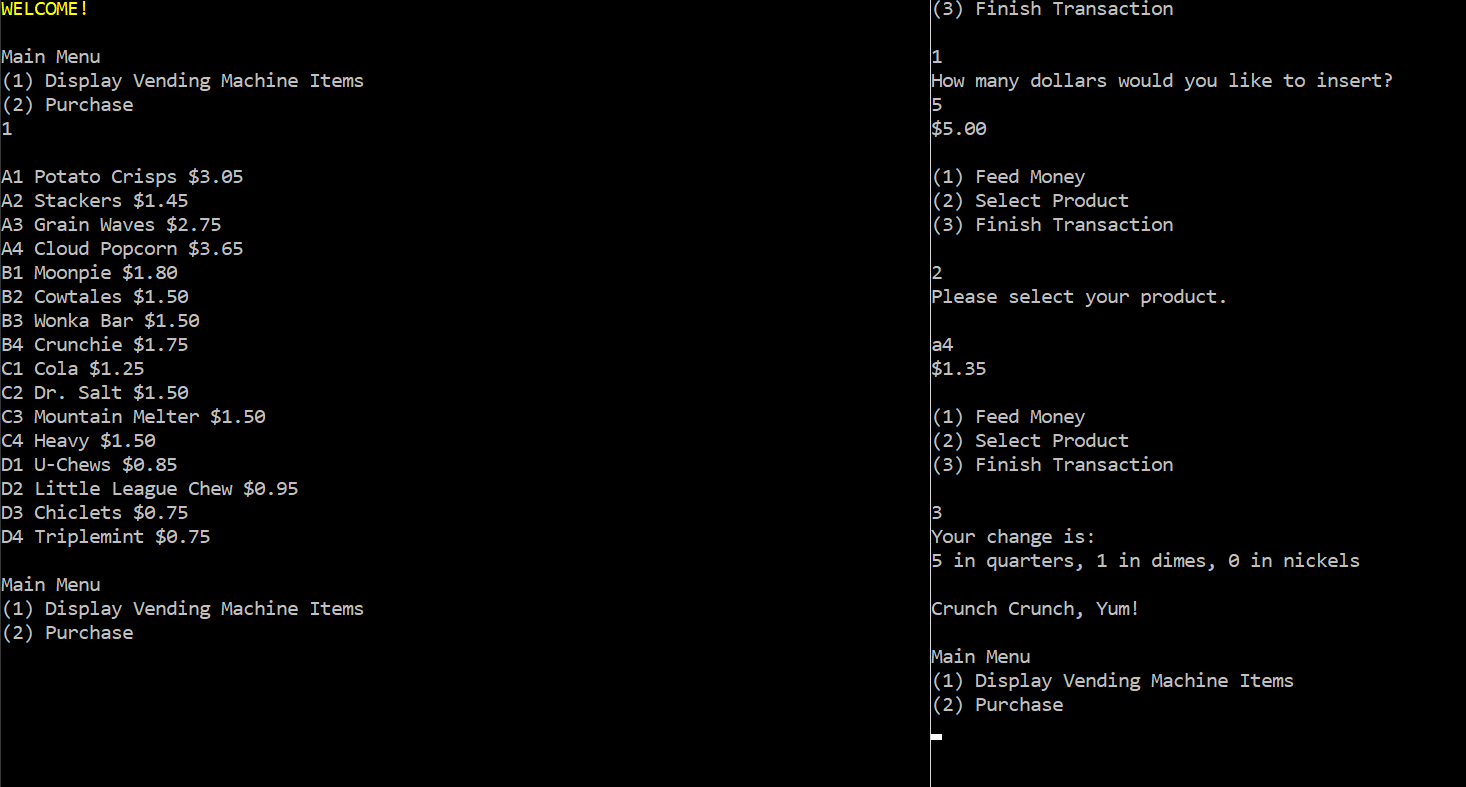 WELCOME!
Main Menu
(1) Display Vending Machine Items
(2) Purchase
1
A1 Potato Crisps $3.05
A2 Stackers $1.45
A3 Grain Waves $2.75
A4 Cloud Popcorn $3.65
B1 Moonpie $1.80
B2 Cowtales $1.50
B3 Wonka Bar $1.50
B4 Crunchie $1.75
C1 Cola $1.25
C2 Dr. Salt $1.50
C3 Mountain Melter $1.50
C4 Heavy $1.50
D1 U-Chews $0.85
D2 Little League Chew $0.95
D3 Chiclets $0.75
D4 Triplemint $0.75
Main Menu
(1) Display Vending Machine Items
(2) Purchase
(3) Finish Transaction
1
How many dollars would you like to insert?
5
$5.00
(1) Feed Money
(2) Select Product
(3) Finish Transaction
2
Please select your product.
a4
$1.35
(1) Feed Money
(2) Select Product
(3) Finish Transaction
3
Your change is:
5 in quarters, 1 in dimes, 0 in nickels
Crunch Crunch, Yum!
Main Menu
(1) Display Vending Machine Items
(2) Purchase